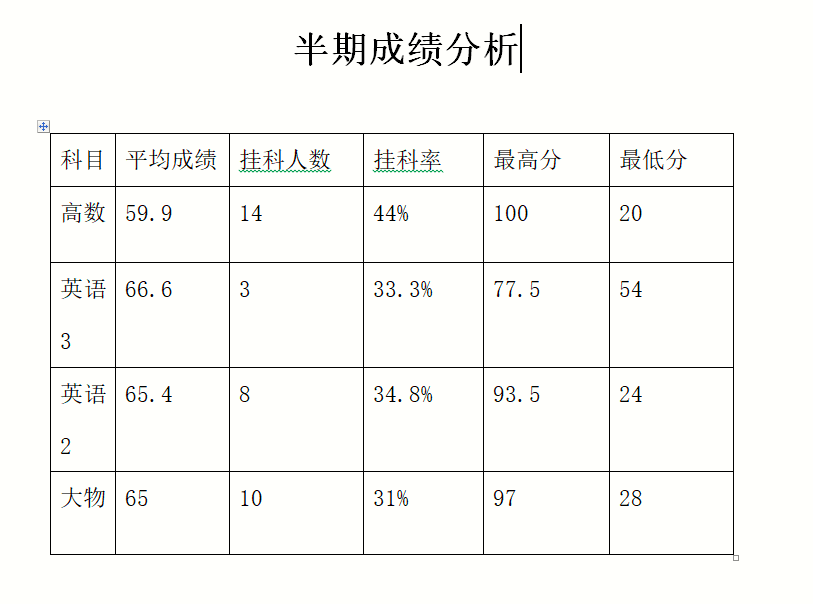 半期成绩分析
科目 平均成绩 挂科人数 挂科率 最高分 最低分
高数 59.9 14 44% 100 20
英语 66.6 3 33.3% 77.5 54
3
英语 65.4 8 34.8% 93.5 24
2
大物 65 10 31% 97 28